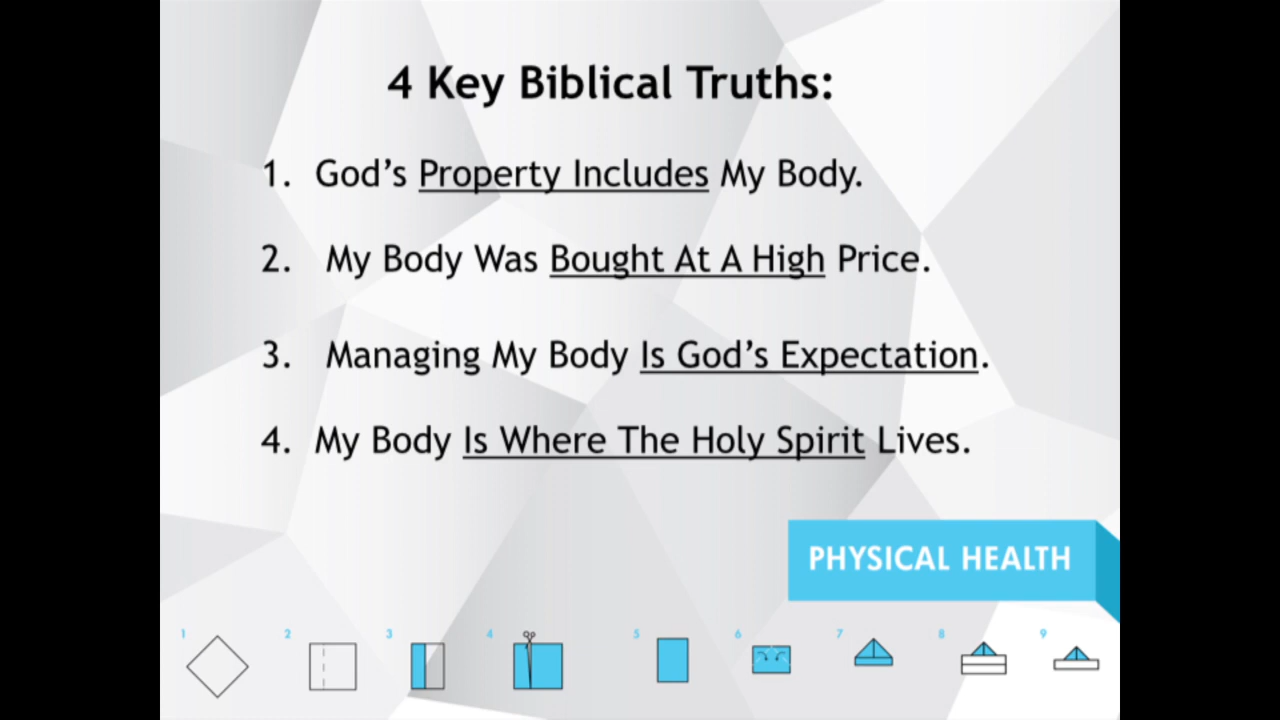 4 Key Biblical Truths:
1. God's Property Includes My Body.
2. My Body Was Bought At A High Price.
3. Managing My Body Is God's Expectation.
4. My Body Is Where The Holy Spirit Lives.
PHYSICAL HEALTH
1 2 3 4 5 6 7 8 9